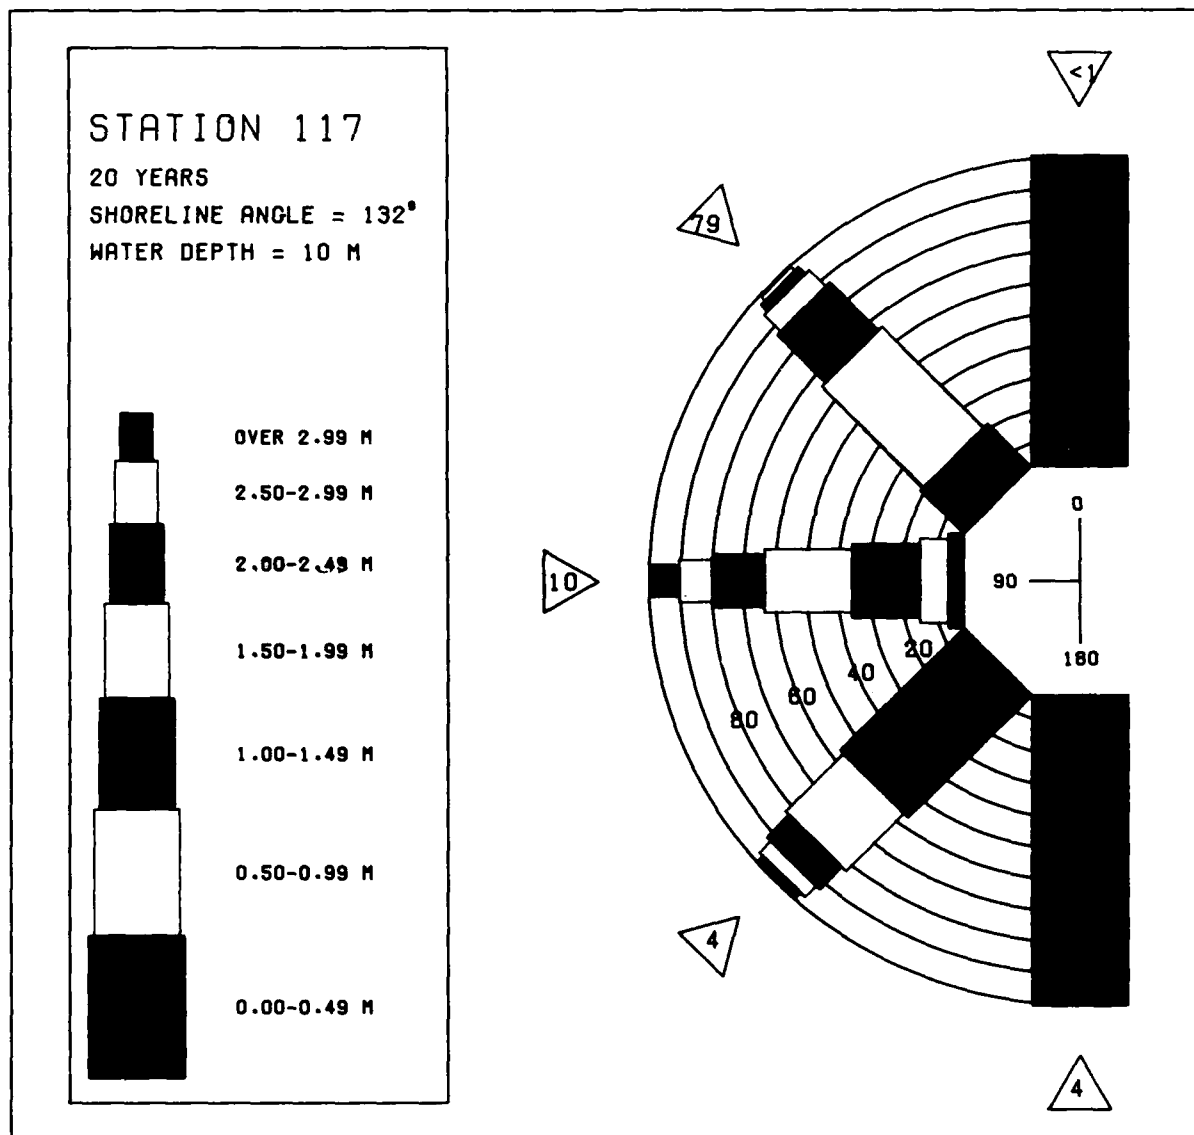 STATION 117
20 YEARS
SHORELINE ANGLE = 132°
WATER DEPTH = 10 M
OVER 2.99 M
2.50-2.99 M
2.00-2.49 M
1.50-1.99 M
1.00-1.49 M
0.50-0.99 M
0.00-0.49 M
<1
79
10
4
4
0
90
180
20
40
60
80